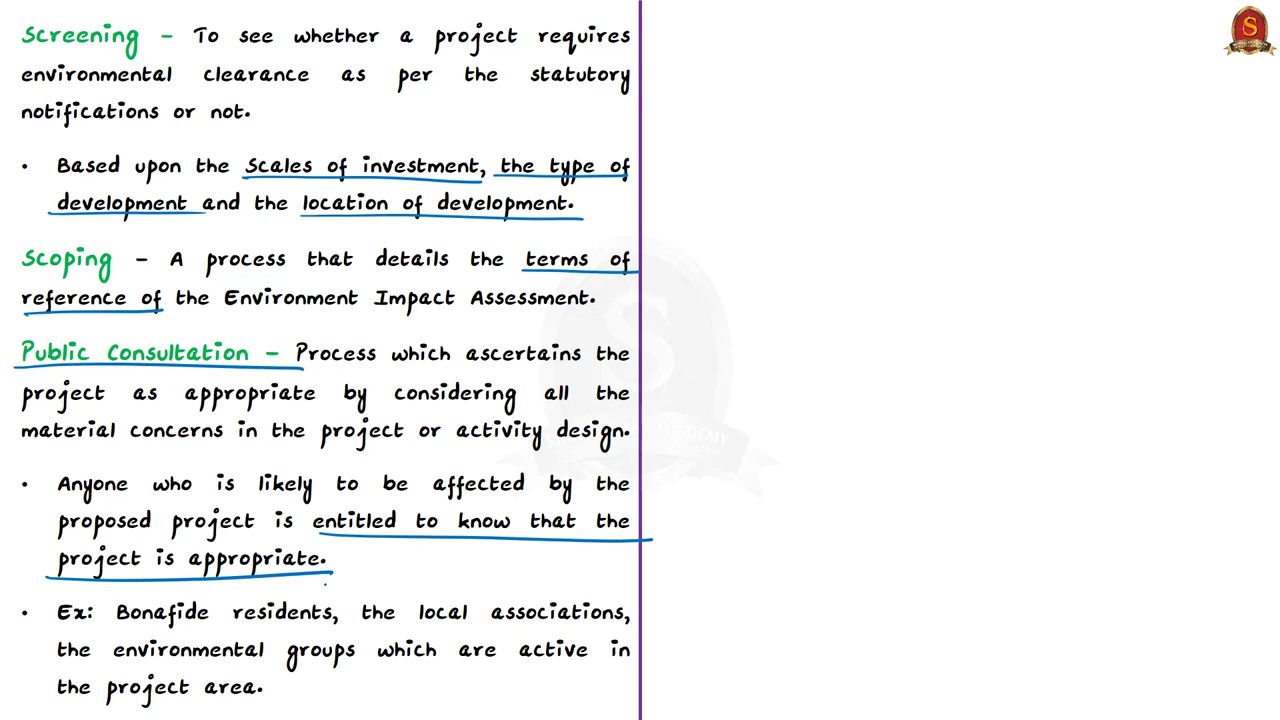 Screening - To see whether a project requires
environmental clearance as per the statutory
notifications or not.
• Based upon the Scales of investment, the type of
development and the location of development.
Scoping - A process that details the terms of
reference of the Environment Impact Assessment.
Public Consultation - Process which ascertains the
project as appropriate by considering all the
material concerns in the project or activity design.
• Anyone who is likely to be affected by the
proposed project is entitled to know that the
project is appropriate.
• Ex: Bonafide residents, the local associations,
the environmental groups which are active in
the project area.
S
S
ACADEMY